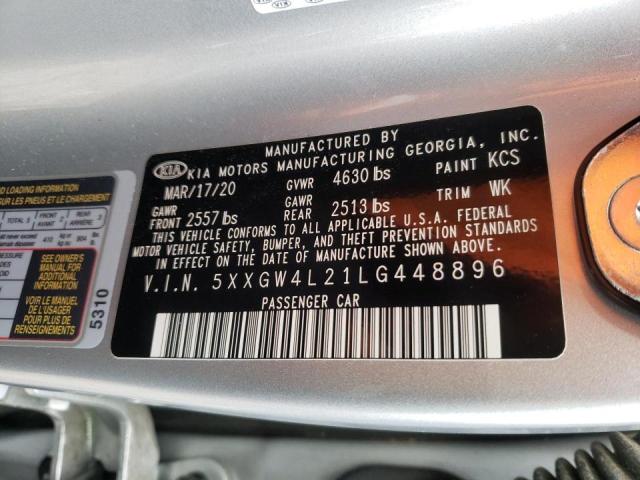 MANUFACTURED BY
KIA KIA MOTORS MANUFACTURING GEORGIA, INC.
MAR/17/20 GVWR 4630 lbs PAINT KCS
GAWR FRONT 2557 lbs GAWR REAR 2513 lbs TRIM WK
THIS VEHICLE CONFORMS TO ALL APPLICABLE U.S.A. FEDERAL
MOTOR VEHICLE SAFETY, BUMPER, AND THEFT PREVENTION STANDARDS
IN EFFECT ON THE DATE OF MANUFACTURE SHOWN ABOVE.
V.I.N. 5XXGW4L21LG448896
PASSENGER CAR
SEE OWNER'S
MANUAL FOR
ADDITIONAL
INFORMATION
VOIR LE MANUEL
DE L'USAGER
POUR PLUS DE
RENSEIGNEMENTS
5310